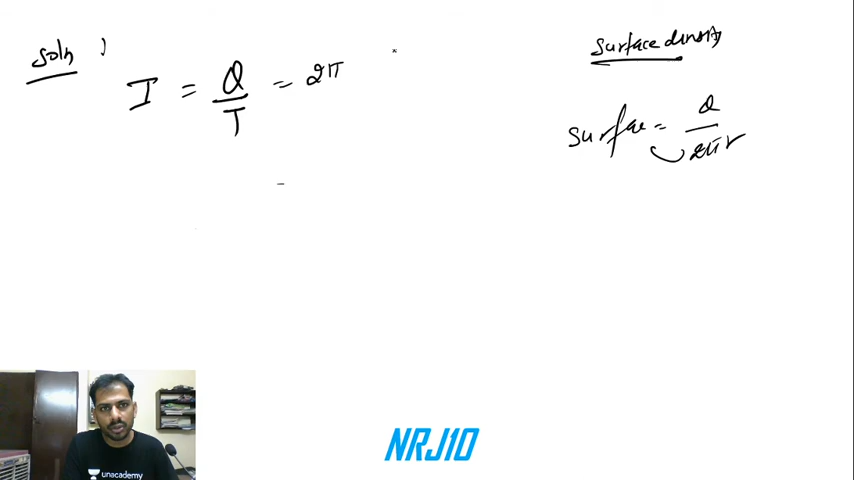 Soln :
I = Q/T = 2π
Surface density
Surface = Q/2πr
unacademy
NRJ10